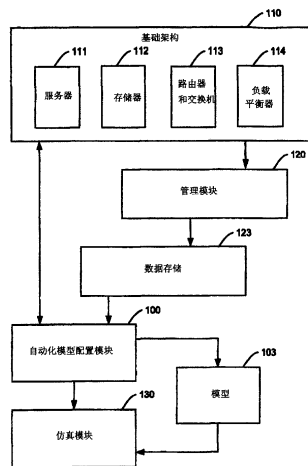 110
基础架构
111
112
113
114
服务器
存储器
路由器
和交换机
负载
平衡器
120
管理模块
123
数据存储
100
自动化模型配置模块
103
模型
130
仿真模块